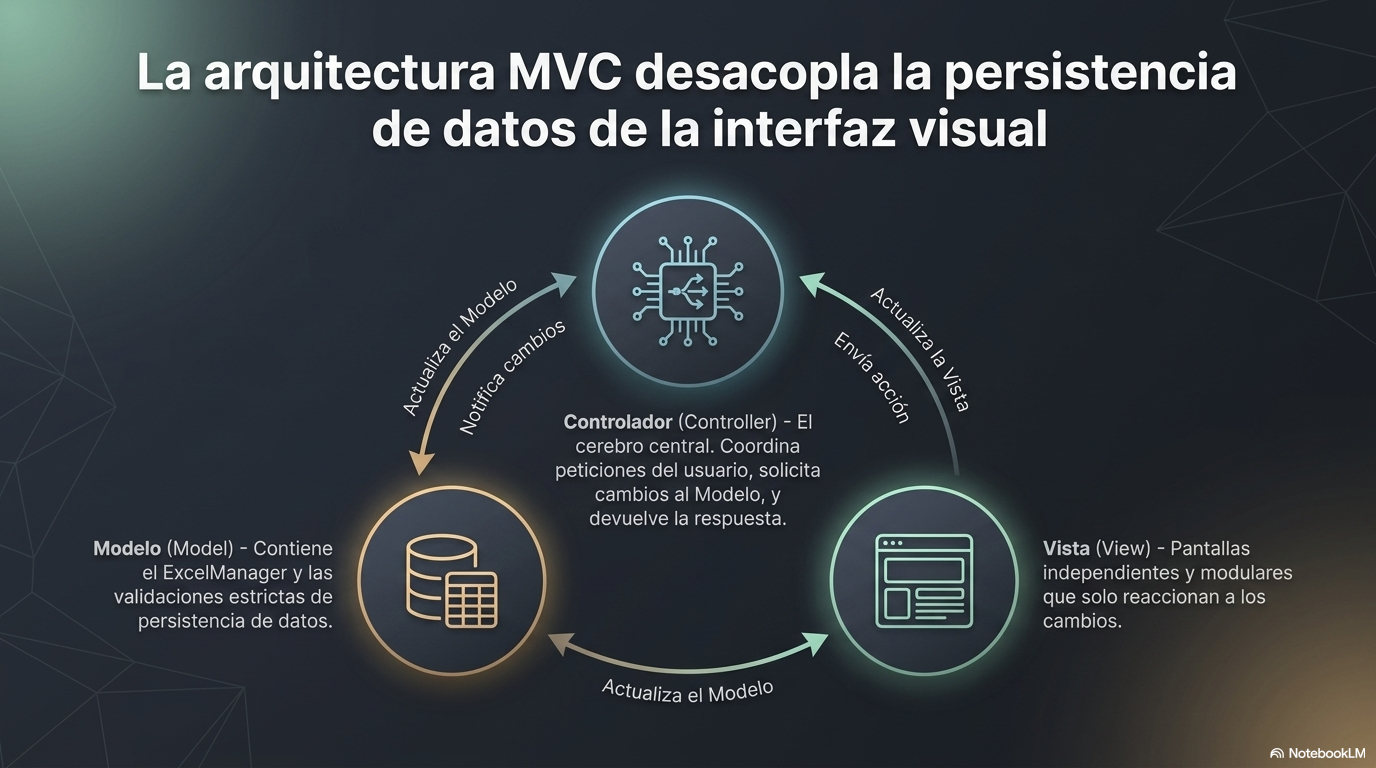 La arquitectura MVC desacopla la persistencia
de datos de la interfaz visual
Actualiza el Modelo
Notifica cambios
Actualiza la Vista
Envía acción
Controlador (Controller) - El
cerebro central. Coordina
peticiones del usuario, solicita
cambios al Modelo, y
devuelve la respuesta.
Modelo (Model) - Contiene
el ExcelManager y las
validaciones estrictas de
persistencia de datos.
Vista (View) - Pantallas
independientes y modulares
que solo reaccionan a los
cambios.
Actualiza el Modelo
NotebookLM